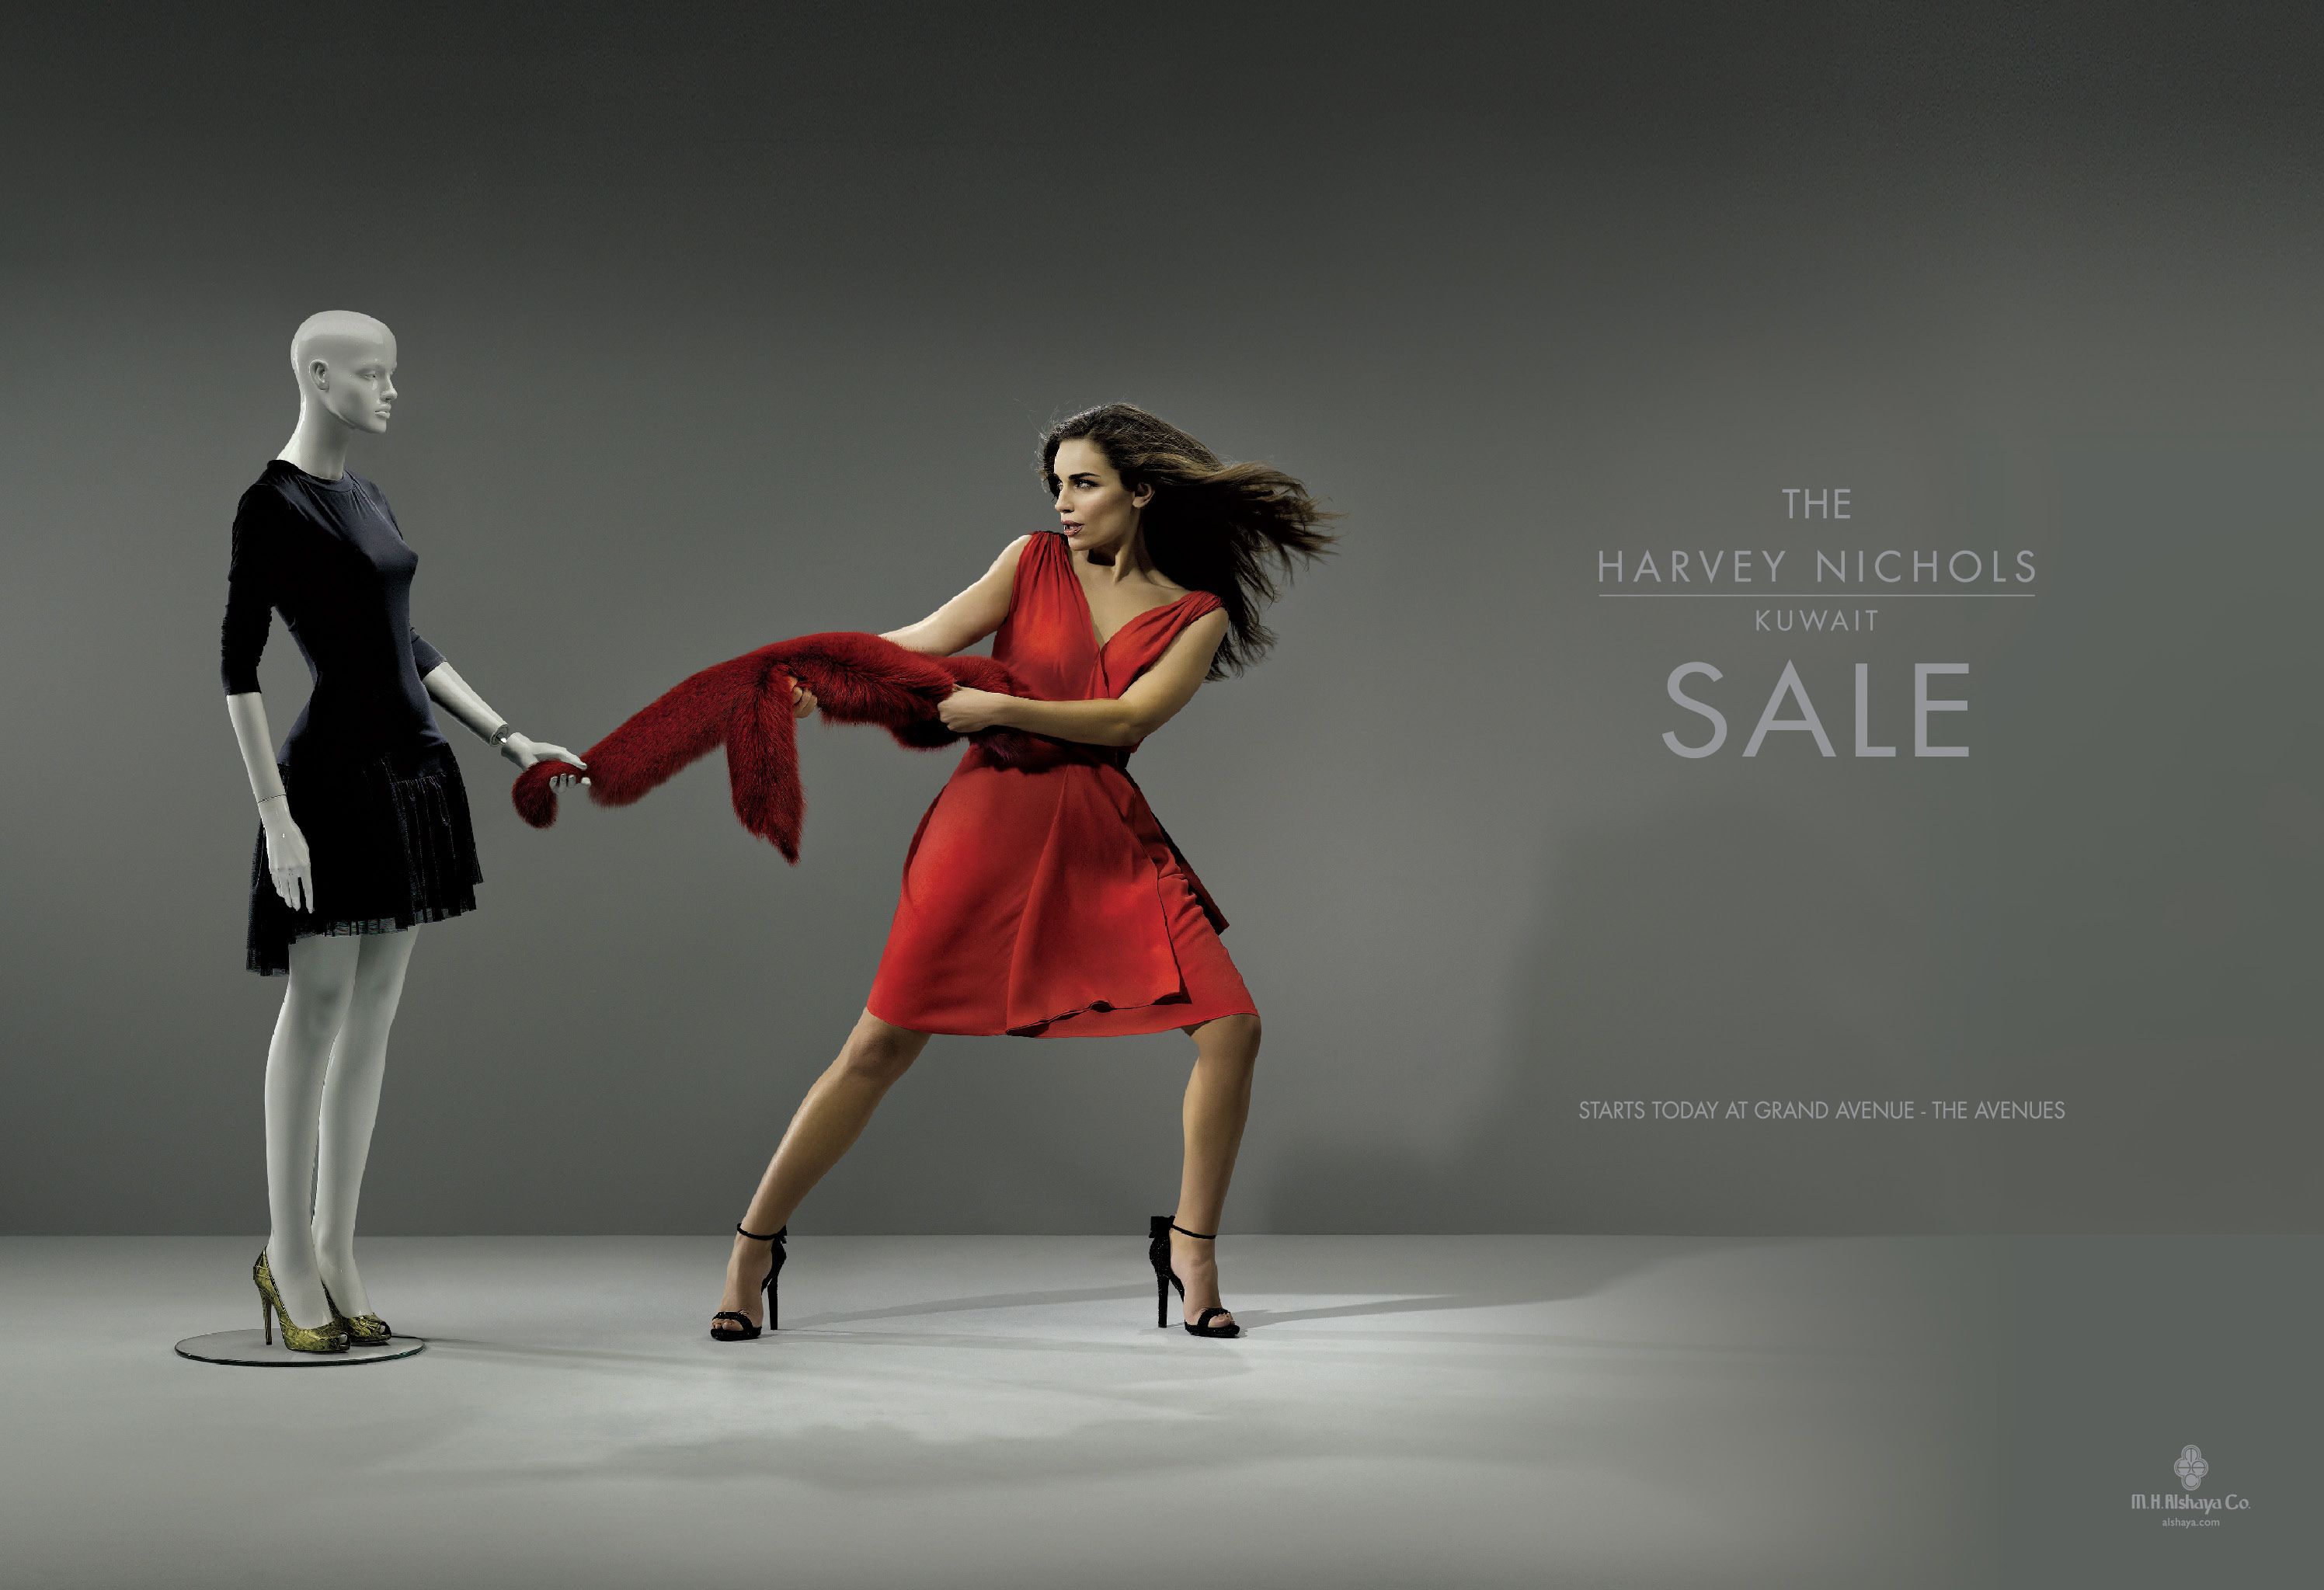 THE
HARVEY NICHOLS
KUWAIT
SALE
STARTS TODAY AT GRAND AVENUE - THE AVENUES
M.H.Alshaya Co.
alshaya.com